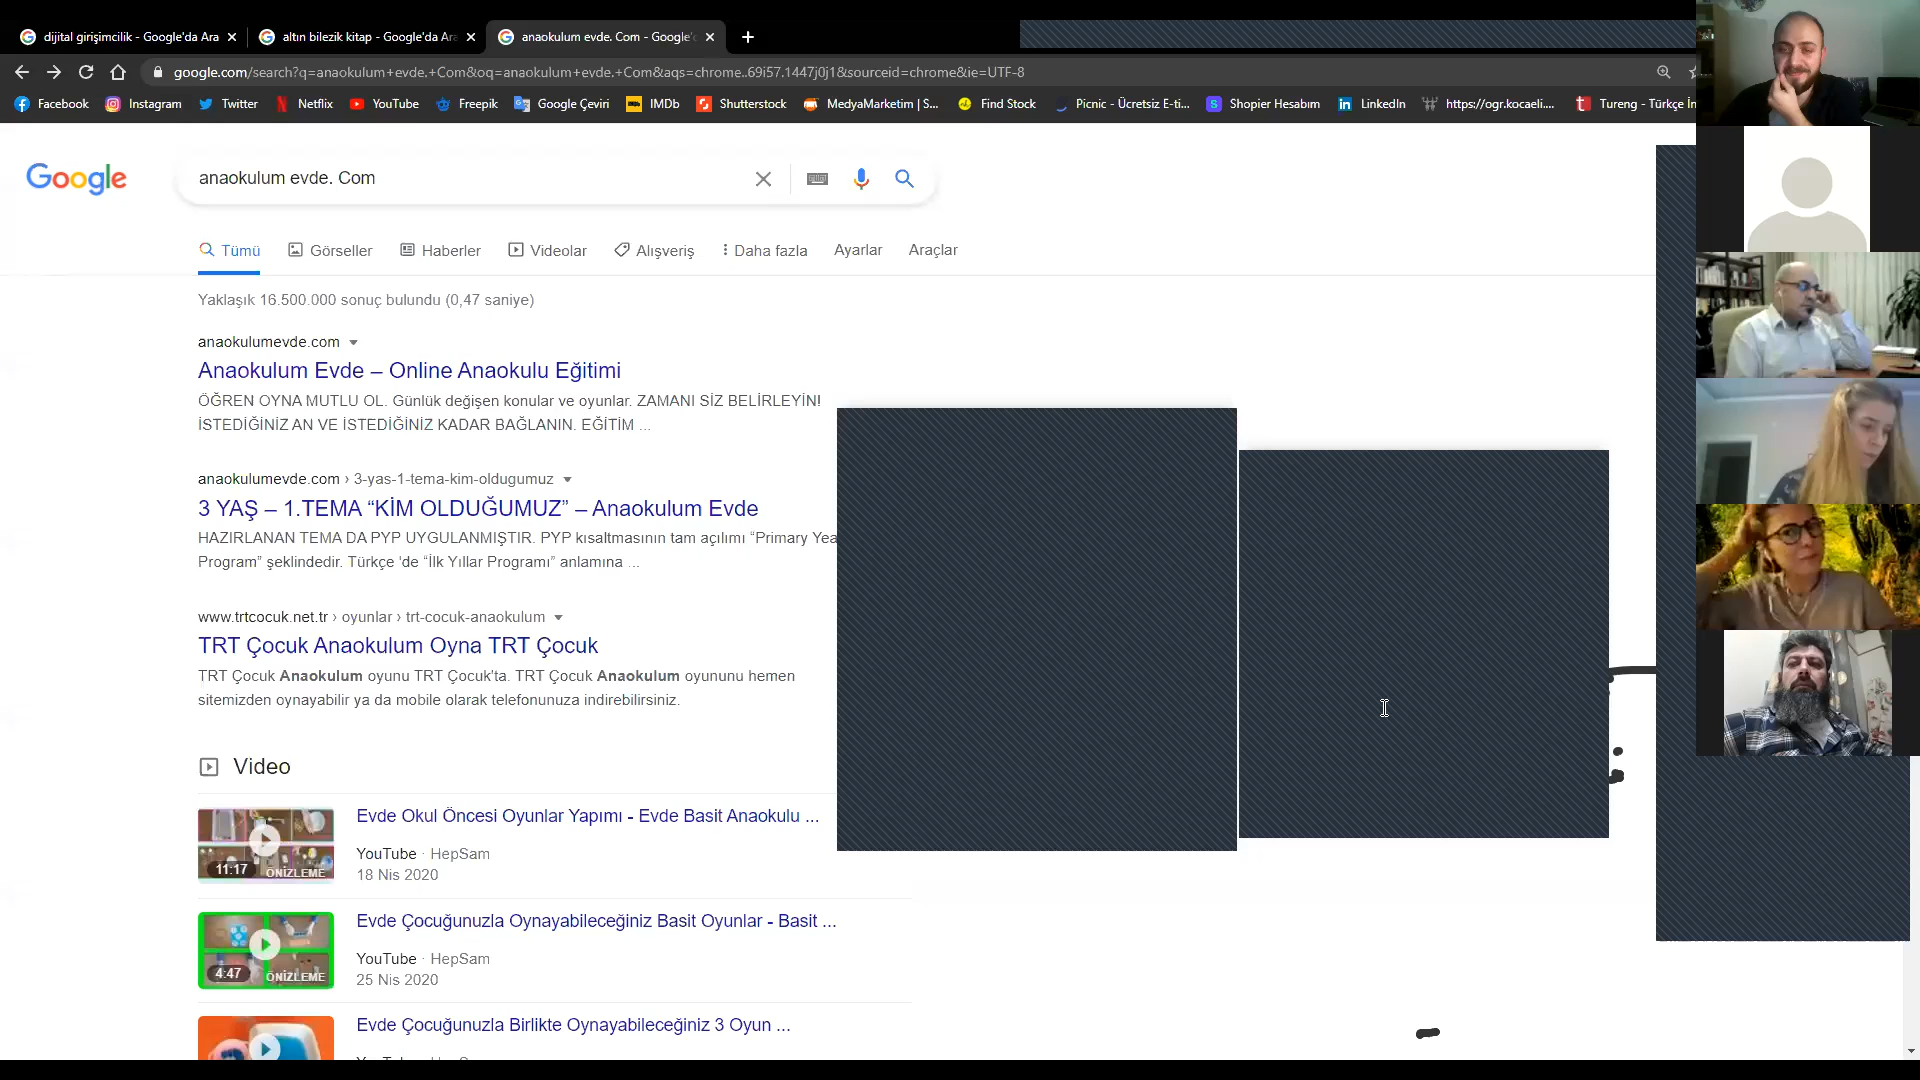 dijital girişimcilik - Google'da Ara
altın bilezik kitap - Google'da Ara
anaokulum evde. Com - Google'
google.com/search?q=anaokulum+evde.+Com&oq=anaokulum+evde.+Com&aqs=chrome..69i57.1447j0j1&sourceid=chrome&ie=UTF-8
Facebook Instagram Twitter Netflix YouTube Freepik Google Çeviri IMDb Shutterstock MedyaMarketim | S... Find Stock Picnic - Ücretsiz E-ti... Shopier Hesabım LinkedIn https://ogr.kocaeli.... Tureng - Türkçe İn
Google
anaokulum evde. Com
Tümü Görseller Haberler Videolar Alışveriş Daha fazla Ayarlar Araçlar
Yaklaşık 16.500.000 sonuç bulundu (0,47 saniye)
anaokulumevde.com
Anaokulum Evde – Online Anaokulu Eğitimi
ÖĞREN OYNA MUTLU OL. Günlük değişen konular ve oyunlar. ZAMANI SİZ BELİRLEYİN!
İSTEDİĞİNİZ AN VE İSTEDİĞİNİZ KADAR BAĞLANIN. EĞİTİM ...
anaokulumevde.com › 3-yas-1-tema-kim-oldugumuz
3 YAŞ – 1.TEMA “KİM OLDUĞUMUZ” – Anaokulum Evde
HAZIRLANAN TEMA DA PYP UYGULANMIŞTIR. PYP kısaltmasının tam açılımı “Primary Yea
Program” şeklindedir. Türkçe ‘de “İlk Yıllar Programı” anlamına ...
www.trtcocuk.net.tr › oyunlar › trt-cocuk-anaokulum
TRT Çocuk Anaokulum Oyna TRT Çocuk
TRT Çocuk Anaokulum oyunu TRT Çocuk'ta. TRT Çocuk Anaokulum oyununu hemen
sitemizden oynayabilir ya da mobile olarak telefonunuza indirebilirsiniz.
Video
Evde Okul Öncesi Oyunlar Yapımı - Evde Basit Anaokulu ...
YouTube · HepSam
18 Nis 2020
11:17 ÖNİZLEME
Evde Çocuğunuzla Oynayabileceğiniz Basit Oyunlar - Basit ...
YouTube · HepSam
25 Nis 2020
4:47 ÖNİZLEME
Evde Çocuğunuzla Birlikte Oynayabileceğiniz 3 Oyun ...